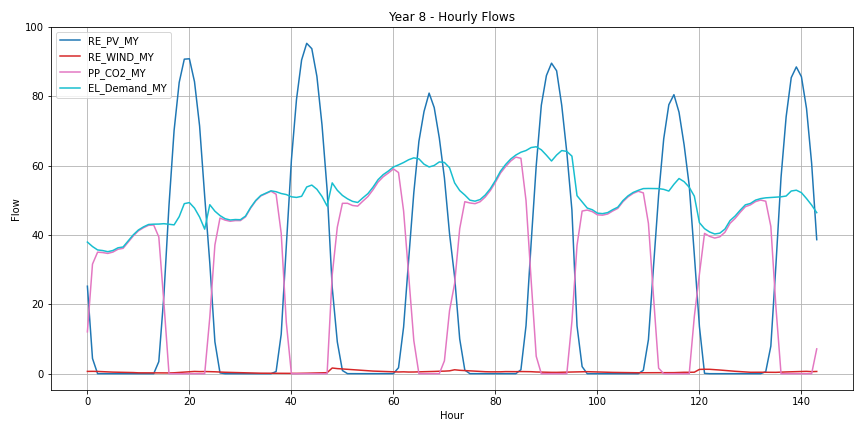 Year 8 - Hourly Flows
RE_PV_MY
RE_WIND_MY
PP_CO2_MY
EL_Demand_MY
100
80
60
40
20
0
Flow
0 20 40 60 80 100 120 140
Hour